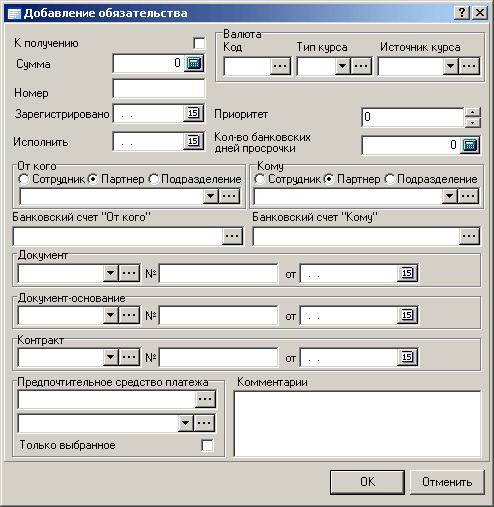 Добавление обязательства
К получению
Сумма 0
Валюта
Код Тип курса Источник курса
Номер
Зарегистрировано . . 15
Приоритет 0
Исполнить . . 15
Кол-во банковских
дней просрочки 0
От кого
Сотрудник Партнер Подразделение
Кому
Сотрудник Партнер Подразделение
Банковский счет "От кого"
Банковский счет "Кому"
Документ
№ от . . 15
Документ-основание
№ от . . 15
Контракт
№ от . . 15
Предпочтительное средство платежа
Только выбранное
Комментарии
OK Отменить